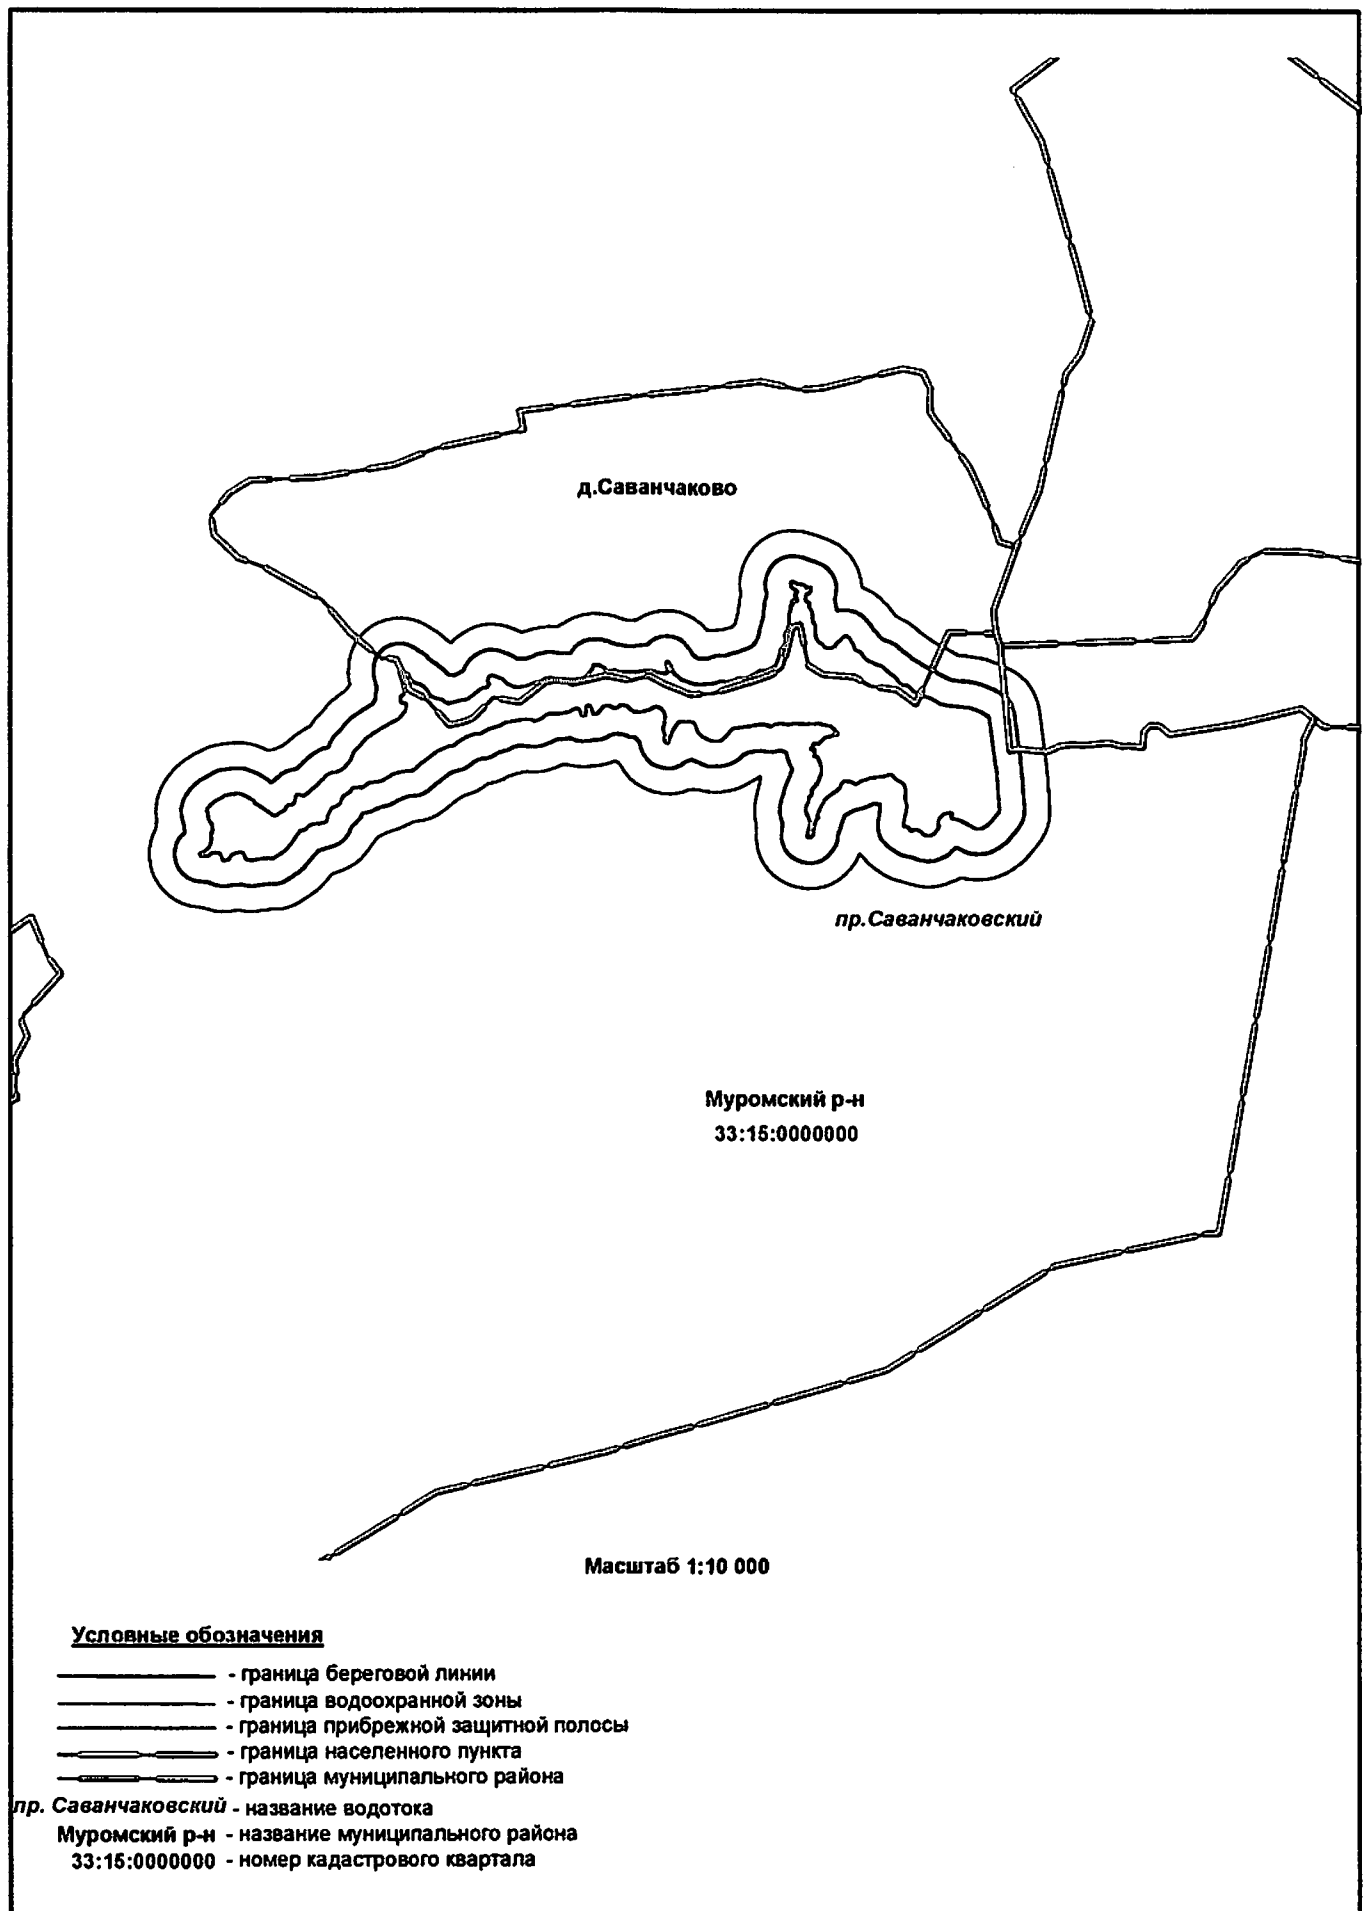 д.Саванчаково
пр.Саванчаковский
Муромский р-н
33:15:0000000
Масштаб 1:10 000
Условные обозначения
- граница береговой линии
- граница водоохранной зоны
- граница прибрежной защитной полосы
- граница населенного пункта
- граница муниципального района
пр. Саванчаковский - название водотока
Муромский р-н - название муниципального района
33:15:0000000 - номер кадастрового квартала